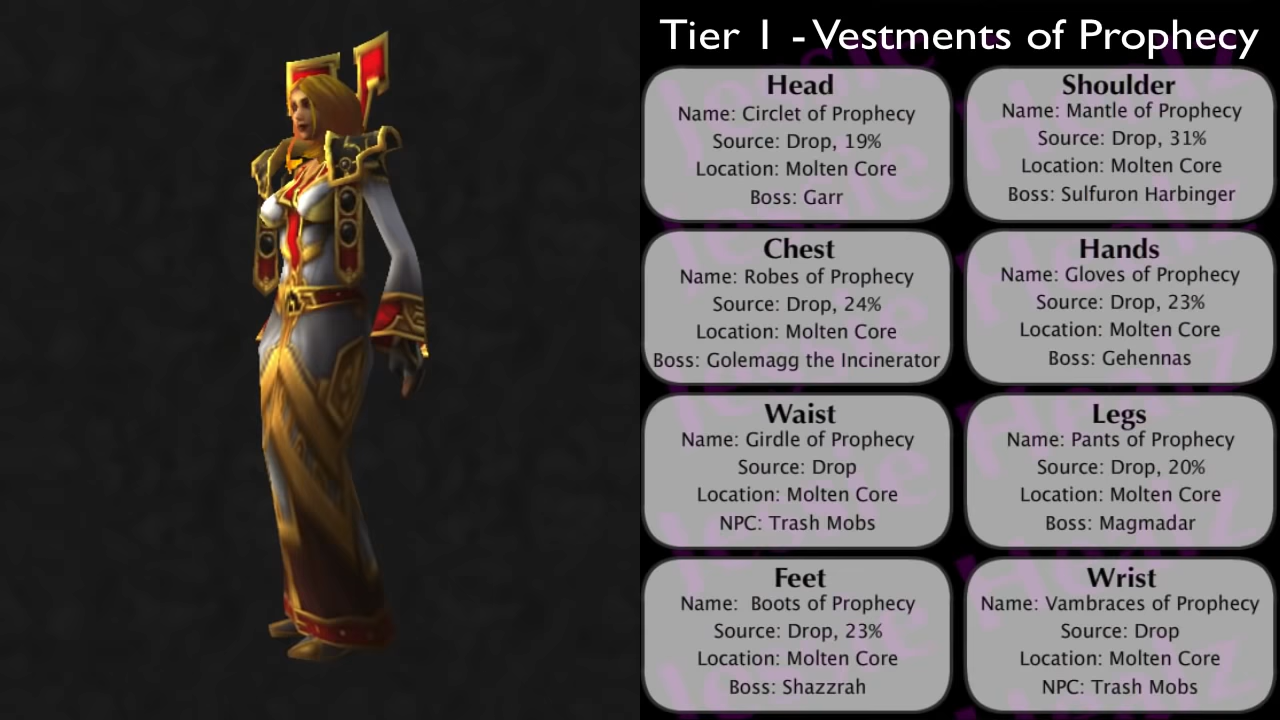 Tier 1 - Vestments of Prophecy
Head
Name: Circlet of Prophecy
Source: Drop, 19%
Location: Molten Core
Boss: Garr
Shoulder
Name: Mantle of Prophecy
Source: Drop, 31%
Location: Molten Core
Boss: Sulfuron Harbinger
Chest
Name: Robes of Prophecy
Source: Drop, 24%
Location: Molten Core
Boss: Golemagg the Incinerator
Hands
Name: Gloves of Prophecy
Source: Drop, 23%
Location: Molten Core
Boss: Gehennas
Waist
Name: Girdle of Prophecy
Source: Drop
Location: Molten Core
NPC: Trash Mobs
Legs
Name: Pants of Prophecy
Source: Drop, 20%
Location: Molten Core
Boss: Magmadar
Feet
Name:  Boots of Prophecy
Source: Drop, 23%
Location: Molten Core
Boss: Shazzrah
Wrist
Name: Vambraces of Prophecy
Source: Drop
Location: Molten Core
NPC: Trash Mobs